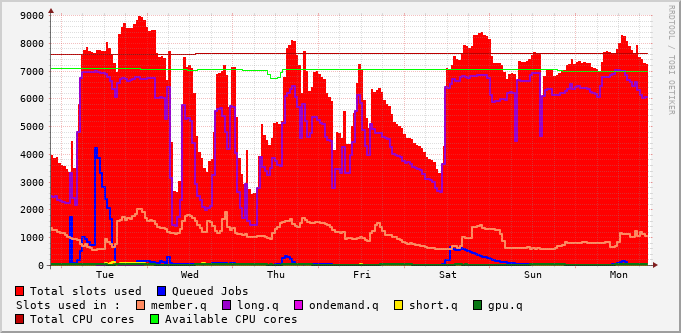 9000
8000
7000
6000
5000
4000
3000
2000
1000
0
Tue Wed Thu Fri Sat Sun Mon
RRDTOOL / TOBI OETIKER
Total slots used Queued Jobs
Slots used in : member.q long.q ondemand.q short.q gpu.q
Total CPU cores Available CPU cores